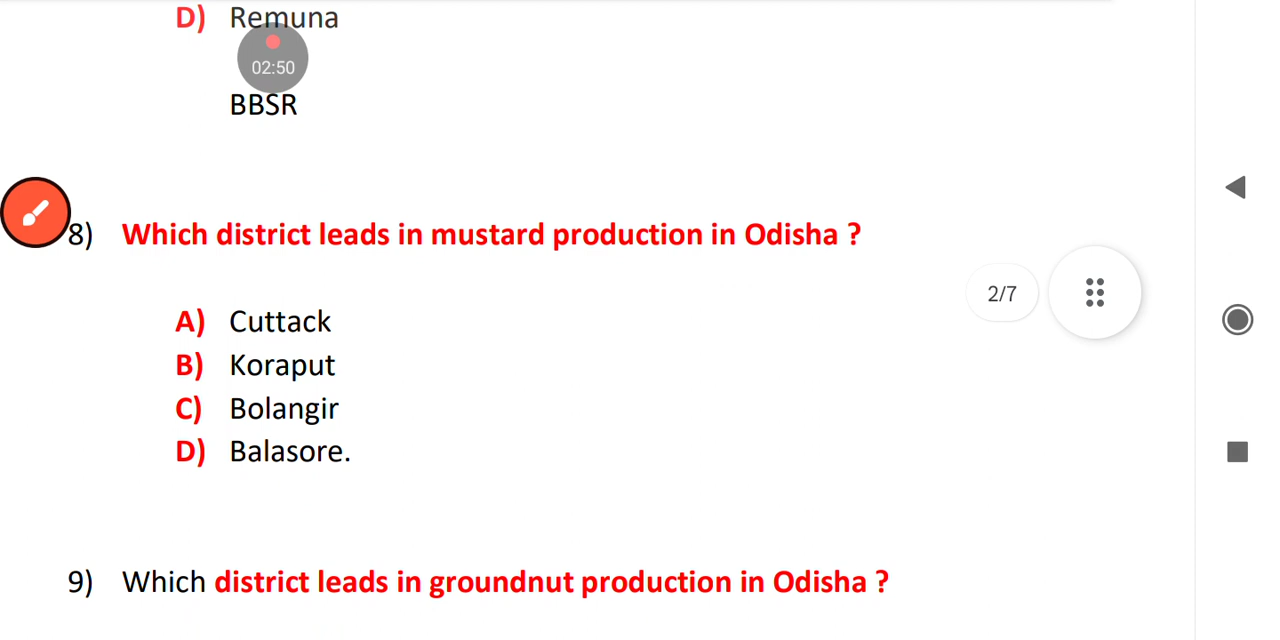 D) Remuna
02:50
BBSR
8) Which district leads in mustard production in Odisha ?
2/7
A) Cuttack
B) Koraput
C) Bolangir
D) Balasore.
9) Which district leads in groundnut production in Odisha ?